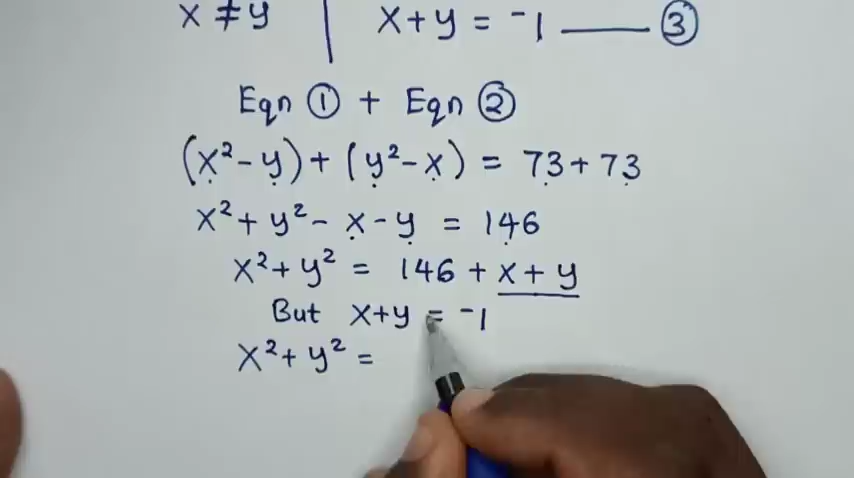 x ≠ y | x + y = -1 —— ③
Eqn ① + Eqn ②
(x² - y) + (y² - x) = 73 + 73
x² + y² - x - y = 146
x² + y² = 146 + x + y
But x + y = -1
x² + y² =